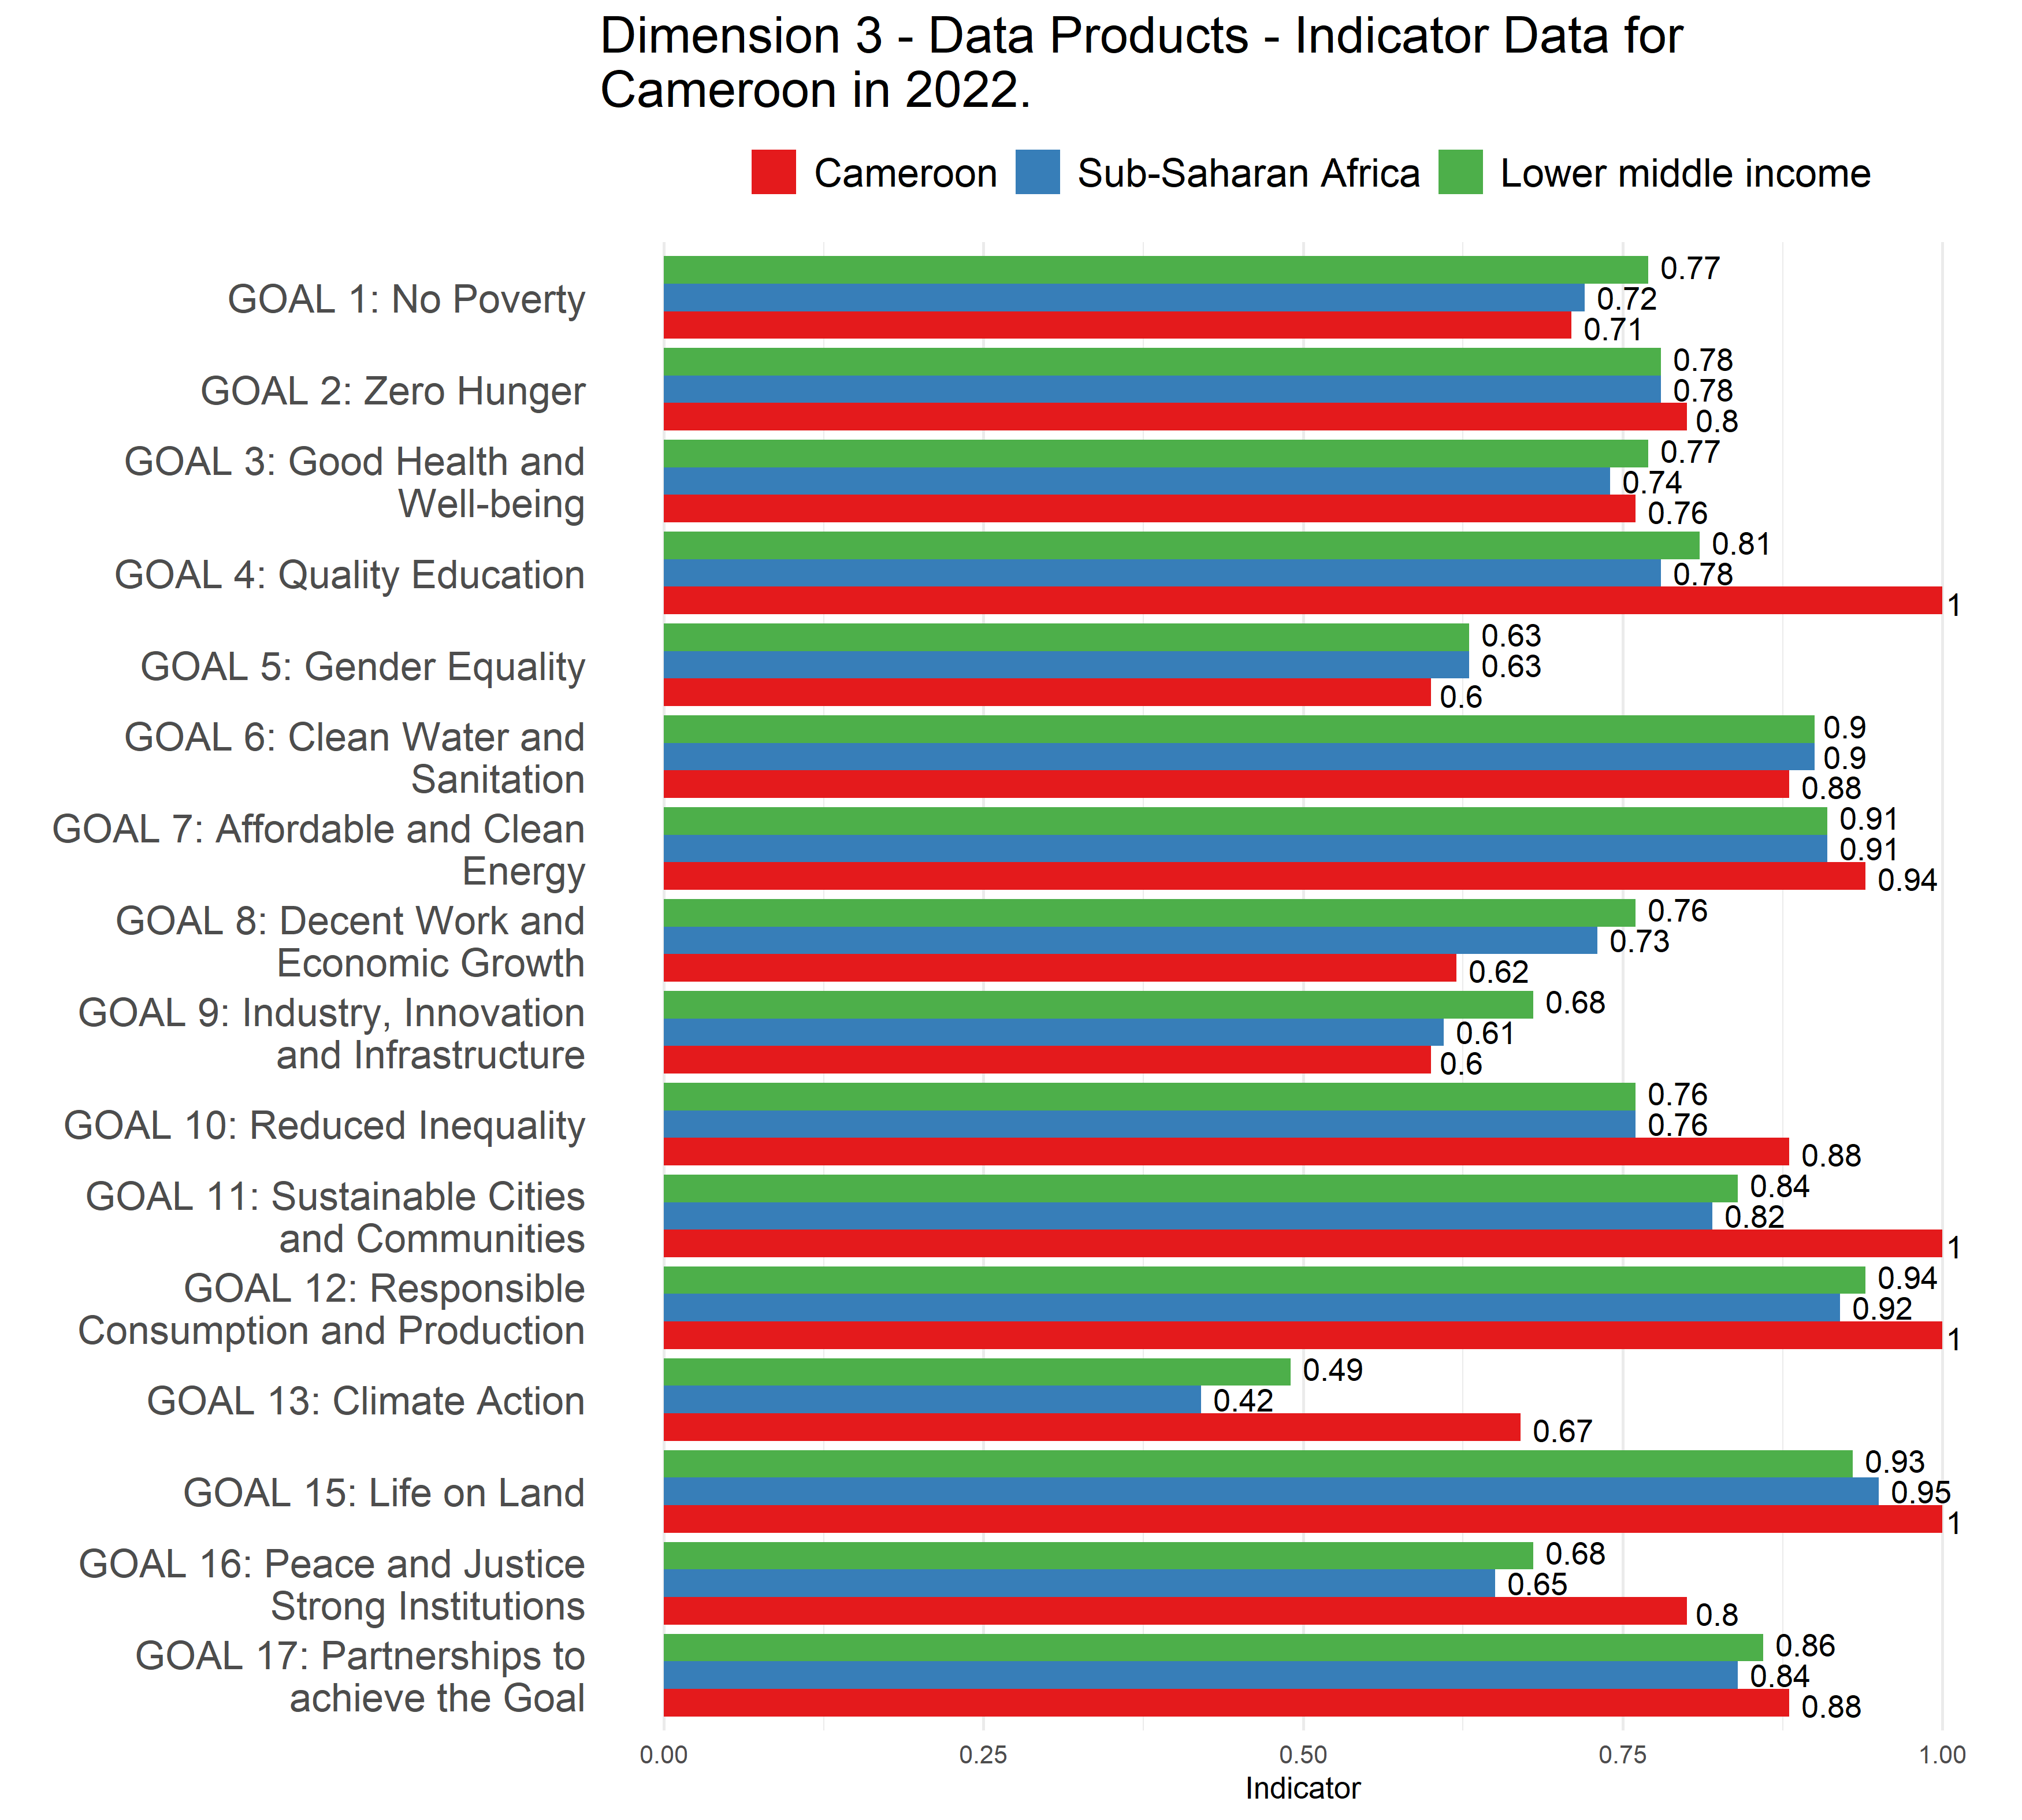 Dimension 3 - Data Products - Indicator Data for
Cameroon in 2022.
Cameroon Sub-Saharan Africa Lower middle income
GOAL 1: No Poverty
0.77
0.72
0.71
GOAL 2: Zero Hunger
0.78
0.78
0.8
GOAL 3: Good Health and
Well-being
0.77
0.74
0.76
GOAL 4: Quality Education
0.81
0.78
1
GOAL 5: Gender Equality
0.63
0.63
0.6
GOAL 6: Clean Water and
Sanitation
0.9
0.9
0.88
GOAL 7: Affordable and Clean
Energy
0.91
0.91
0.94
GOAL 8: Decent Work and
Economic Growth
0.76
0.73
0.62
GOAL 9: Industry, Innovation
and Infrastructure
0.68
0.61
0.6
GOAL 10: Reduced Inequality
0.76
0.76
0.88
GOAL 11: Sustainable Cities
and Communities
0.84
0.82
1
GOAL 12: Responsible
Consumption and Production
0.94
0.92
1
GOAL 13: Climate Action
0.49
0.42
0.67
GOAL 15: Life on Land
0.93
0.95
1
GOAL 16: Peace and Justice
Strong Institutions
0.68
0.65
0.8
GOAL 17: Partnerships to
achieve the Goal
0.86
0.84
0.88
0.00 0.25 0.50 0.75 1.00
Indicator